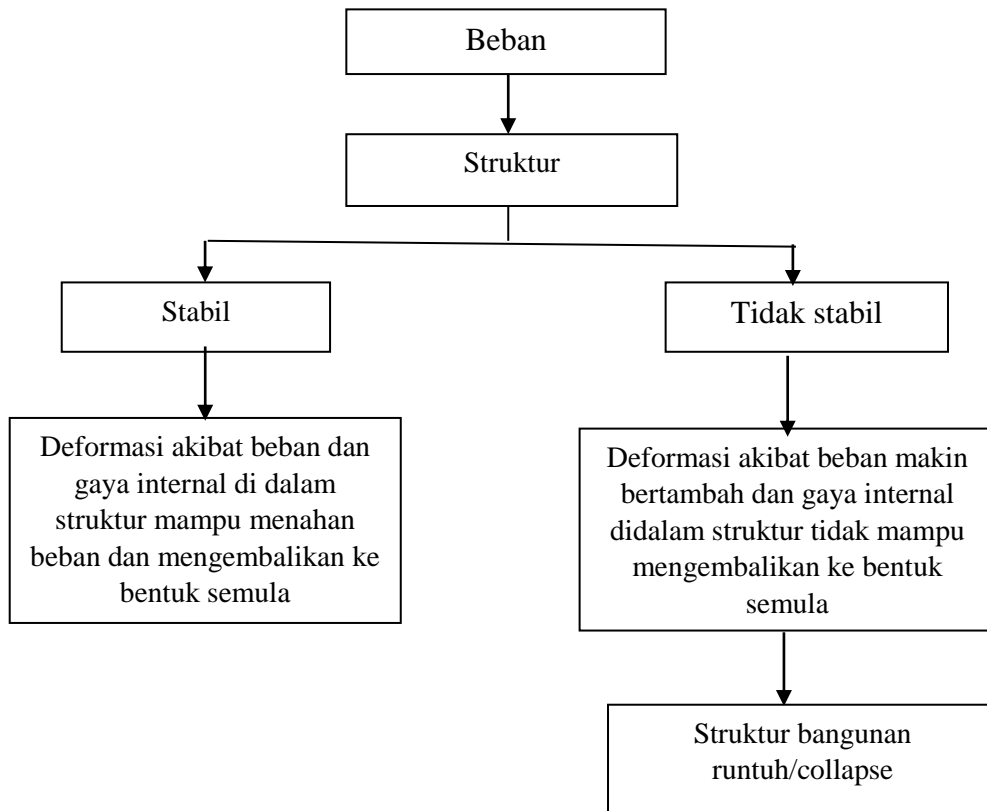 Beban
Struktur
Stabil
Tidak stabil
Deformasi akibat beban dan
gaya internal di dalam
struktur mampu menahan
beban dan mengembalikan ke
bentuk semula
Deformasi akibat beban makin
bertambah dan gaya internal
didalam struktur tidak mampu
mengembalikan ke bentuk
semula
Struktur bangunan
runtuh/collapse